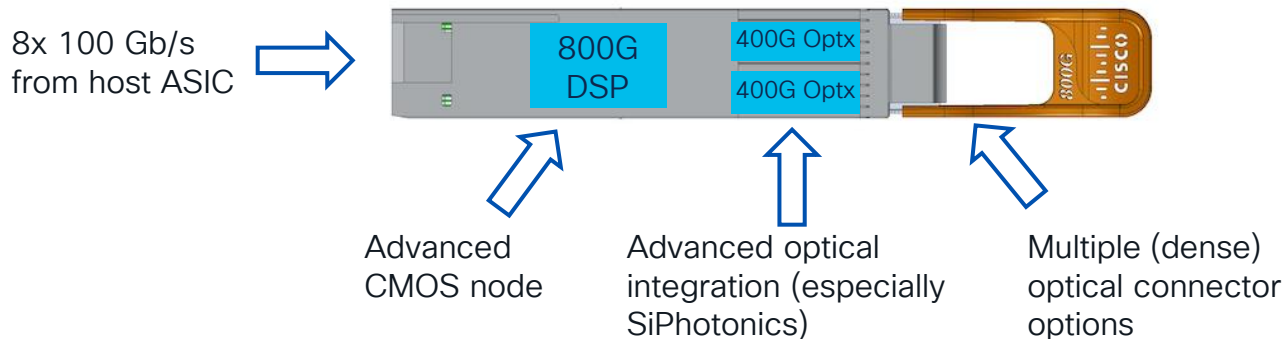 8x 100 Gb/s
from host ASIC
800G
DSP
400G Optx
400G Optx
800G
CISCO
Advanced
CMOS node
Advanced optical
integration (especially
SiPhotonics)
Multiple (dense)
optical connector
options